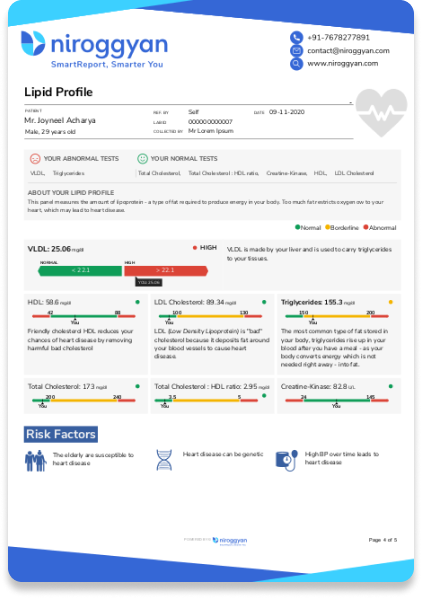 niroggyan
SmartReport, Smarter You
+91-7678277891
contact@niroggyan.com
www.niroggyan.com
Lipid Profile
PATIENT
Mr. Joyneel Acharya
Male, 29 years old
REF BY Self
LABID 000000000007
COLLECTED BY Mr Lorem Ipsum
DATE 09-11-2020
YOUR ABNORMAL TESTS
VLDL, Triglycerides
YOUR NORMAL TESTS
Total Cholesterol, Total Cholesterol : HDL ratio, Creatine-Kinase, HDL, LDL Cholesterol
ABOUT YOUR LIPID PROFILE
This panel measures the amount of lipoprotein - a type of fat required to produce energy in your body. Too much fat restricts oxygen flow to your
heart, which may lead to heart disease.
Normal Borderline Abnormal
VLDL: 25.06 mg/dl
HIGH
NORMAL HIGH
< 22.1 > 22.1
YOU 25.06
VLDL is made by your liver and is used to carry triglycerides
to your tissues.
HDL: 58.6 mg/dl
42 88
You
Friendly cholesterol HDL reduces your
chances of heart disease by removing
harmful bad cholesterol
LDL Cholesterol: 89.34 mg/dl
100 130
You
LDL (Low Density Lipoprotein) is "bad"
cholesterol because it deposits fat around
your blood vessels to cause heart
disease.
Triglycerides: 155.3 mg/dl
150 200
You
The most common type of fat stored in
your body, triglycerides rise up in your
blood after you have a meal - as your
body converts energy which is not
needed right away - into fat.
Total Cholesterol: 173 mg/dl
200 240
You
Total Cholesterol : HDL ratio: 2.95 mg/dl
3.5 5
You
Creatine-Kinase: 82.8 U/L
24 145
You
Risk Factors
The elderly are susceptible to
heart disease
Heart disease can be genetic
High BP over time leads to
heart disease
POWERED BY niroggyan
Page 4 of 5